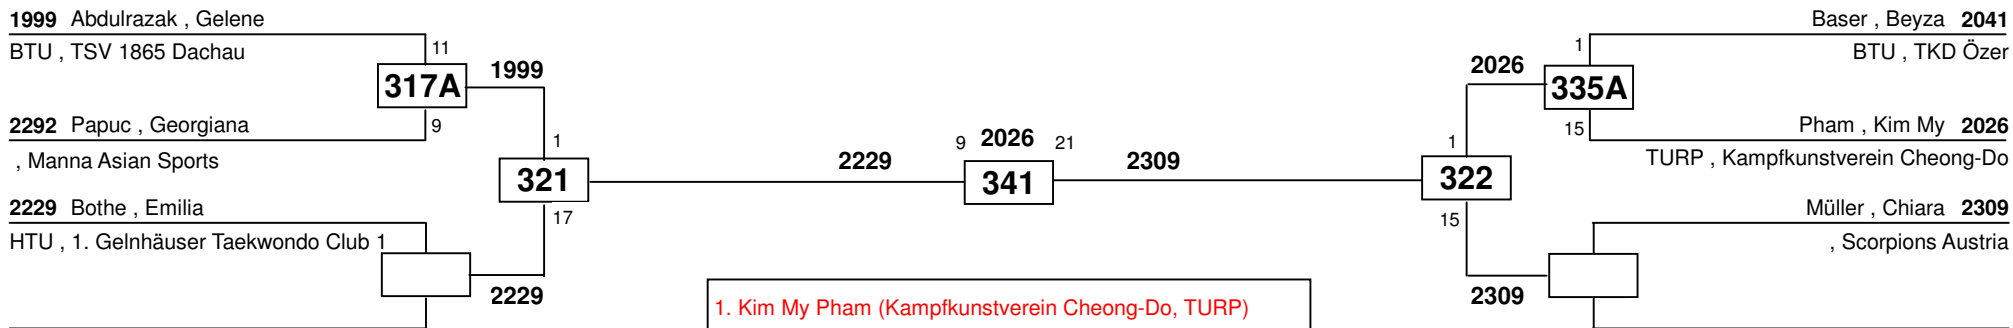 1999 Abdulrazak , Gelene
BTU , TSV 1865 Dachau
11
317A
1999
9
2292 Papuc , Georgiana
, Manna Asian Sports
1
321
17
2229 Bothe , Emilia
HTU , 1. Gelnhäuser Taekwondo Club 1
2229
2229
9 2026 21
341
2309
1. Kim My Pham (Kampfkunstverein Cheong-Do, TURP)
Baser , Beyza 2041
BTU , TKD Özer
1
2026
335A
15
Pham , Kim My 2026
TURP , Kampfkunstverein Cheong-Do
1
322
15
Müller , Chiara 2309
, Scorpions Austria
2309